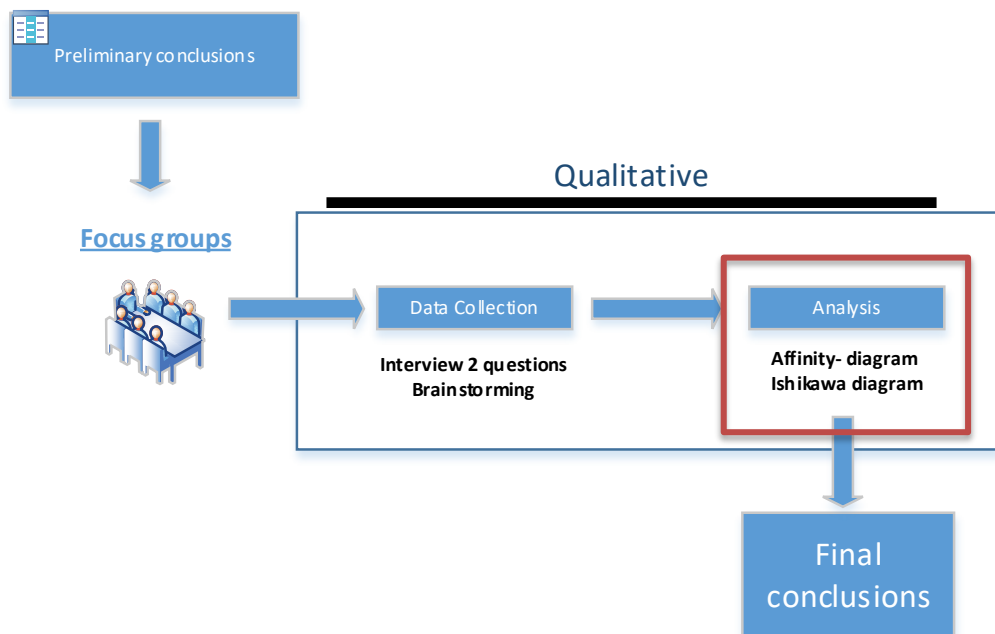 Preliminary conclusions
Qualitative
Focus groups
Data Collection
Analysis
Interview 2 questions
Brainstorming
Affinity- diagram
Ishikawa diagram
Final
conclusions